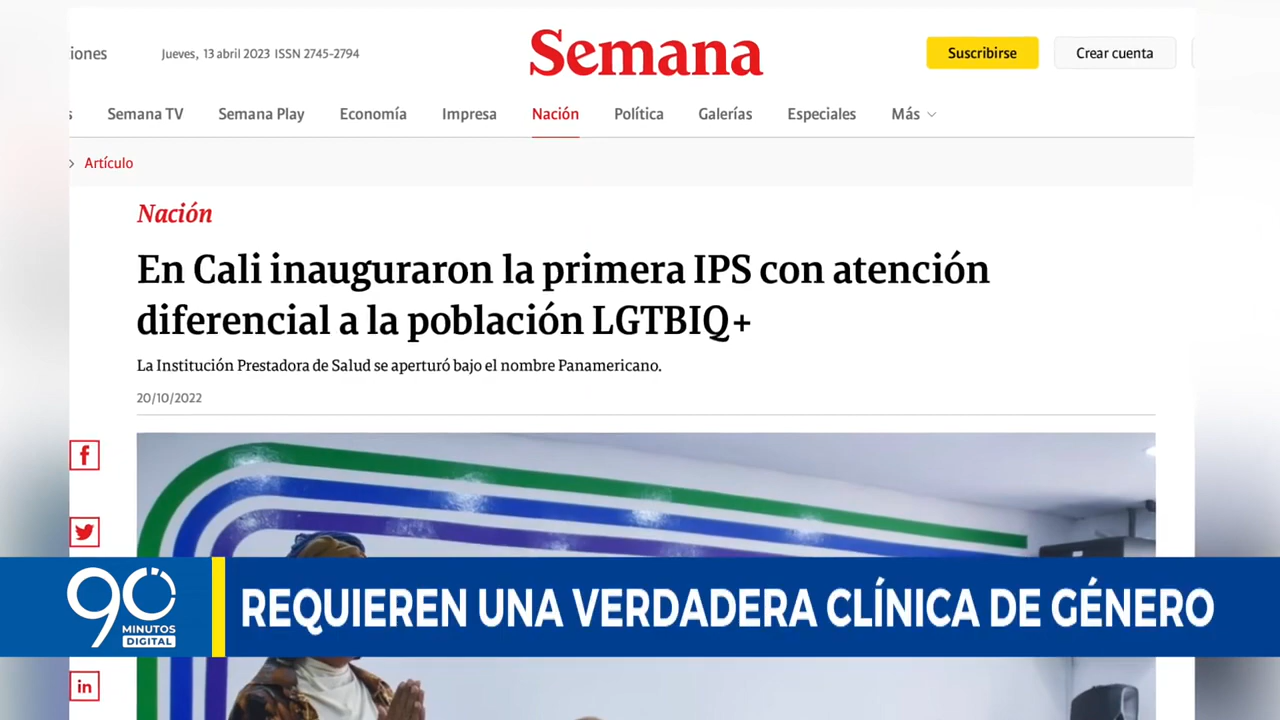 iones
Jueves, 13 abril 2023 ISSN 2745-2794
Semana
Suscribirse
Crear cuenta
s
Semana TV
Semana Play
Economía
Impresa
Nación
Política
Galerías
Especiales
Más
Artículo
Nación
En Cali inauguraron la primera IPS con atención
diferencial a la población LGTBIQ+
La Institución Prestadora de Salud se aperturó bajo el nombre Panamericano.
20/10/2022
90
MINUTOS
DIGITAL
REQUIEREN UNA VERDADERA CLÍNICA DE GÉNERO
in